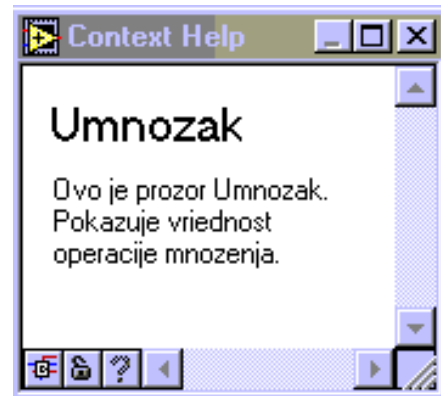 Context Help
Umnozak
Ovo je prozor Umnozak.
Pokazuje vriednost
operacije mnozenja.